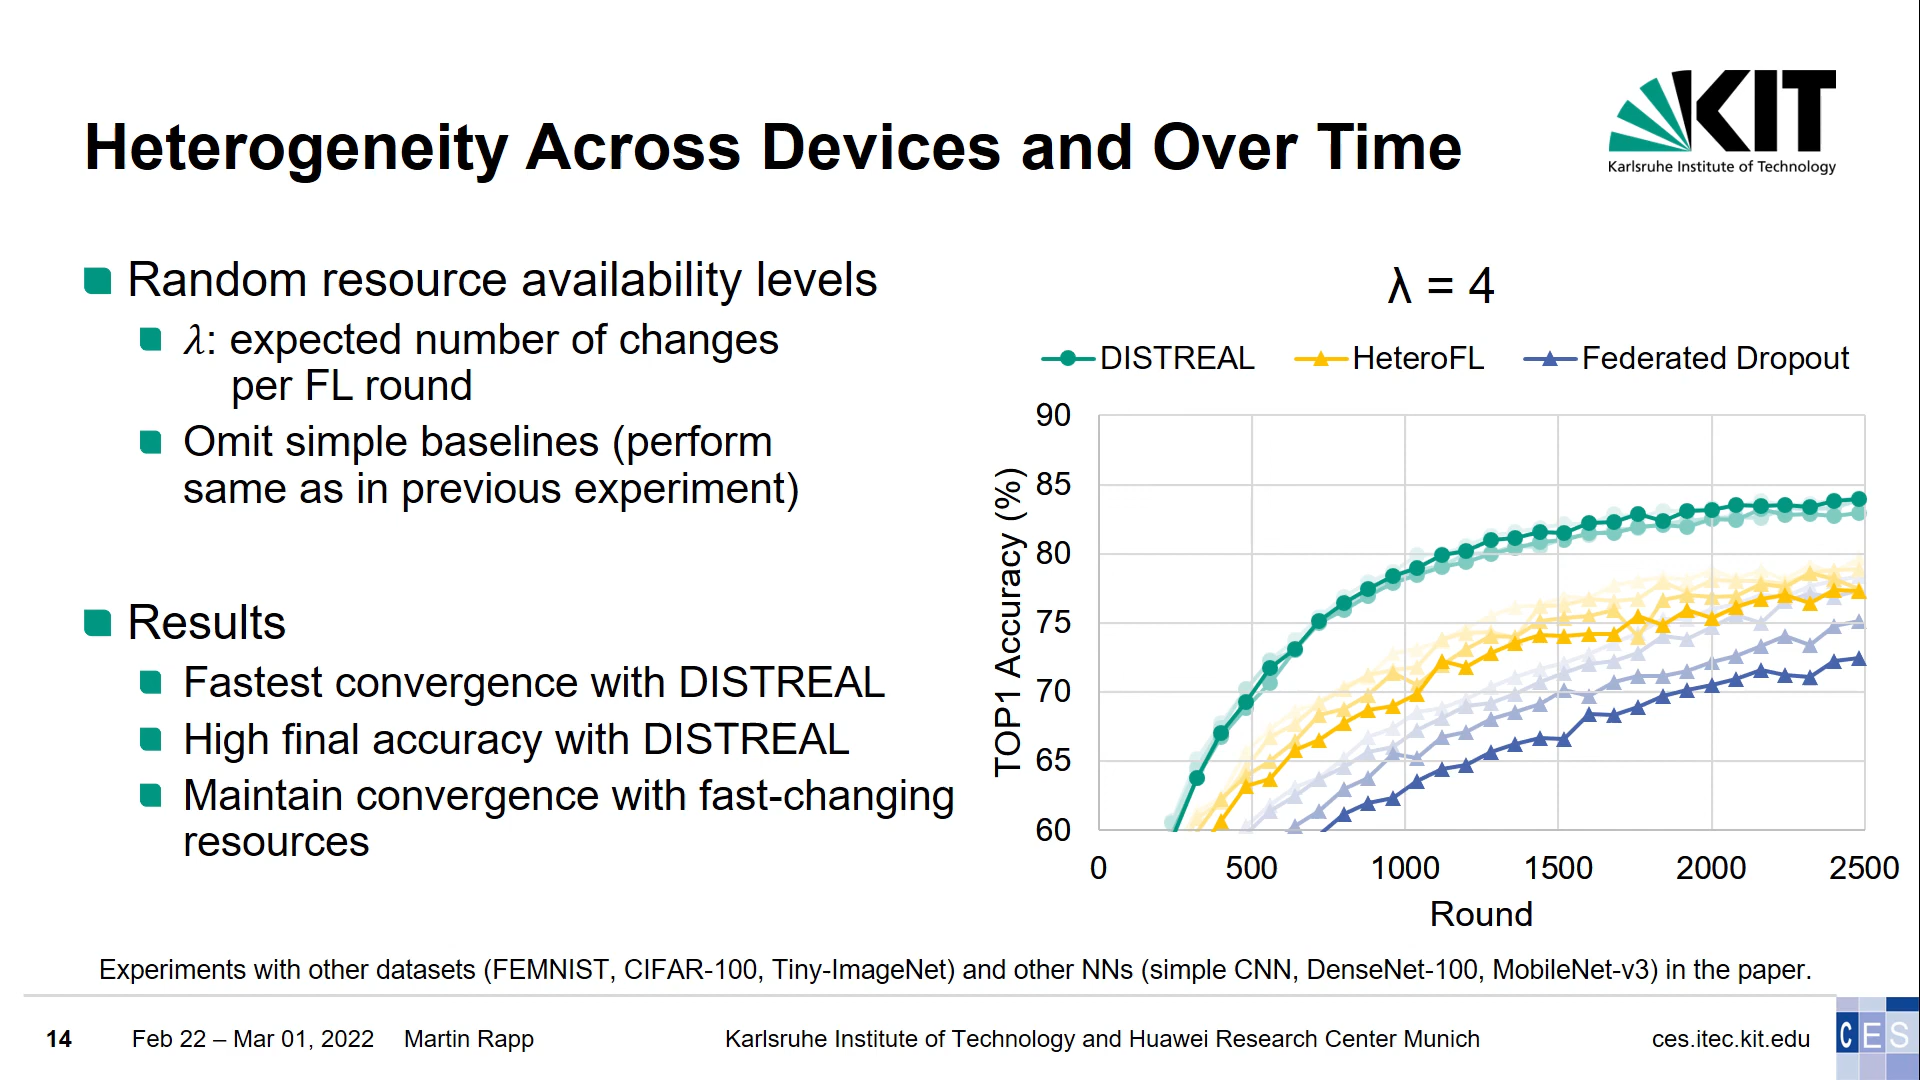 KIT
Karlsruhe Institute of Technology
Heterogeneity Across Devices and Over Time
Random resource availability levels
λ: expected number of changes
per FL round
Omit simple baselines (perform
same as in previous experiment)
Results
Fastest convergence with DISTREAL
High final accuracy with DISTREAL
Maintain convergence with fast-changing
resources
λ = 4
DISTREAL HeteroFL Federated Dropout
TOP1 Accuracy (%)
90
85
80
75
70
65
60
0 500 1000 1500 2000 2500
Round
Experiments with other datasets (FEMNIST, CIFAR-100, Tiny-ImageNet) and other NNs (simple CNN, DenseNet-100, MobileNet-v3) in the paper.
14 Feb 22 – Mar 01, 2022 Martin Rapp Karlsruhe Institute of Technology and Huawei Research Center Munich ces.itec.kit.edu CES